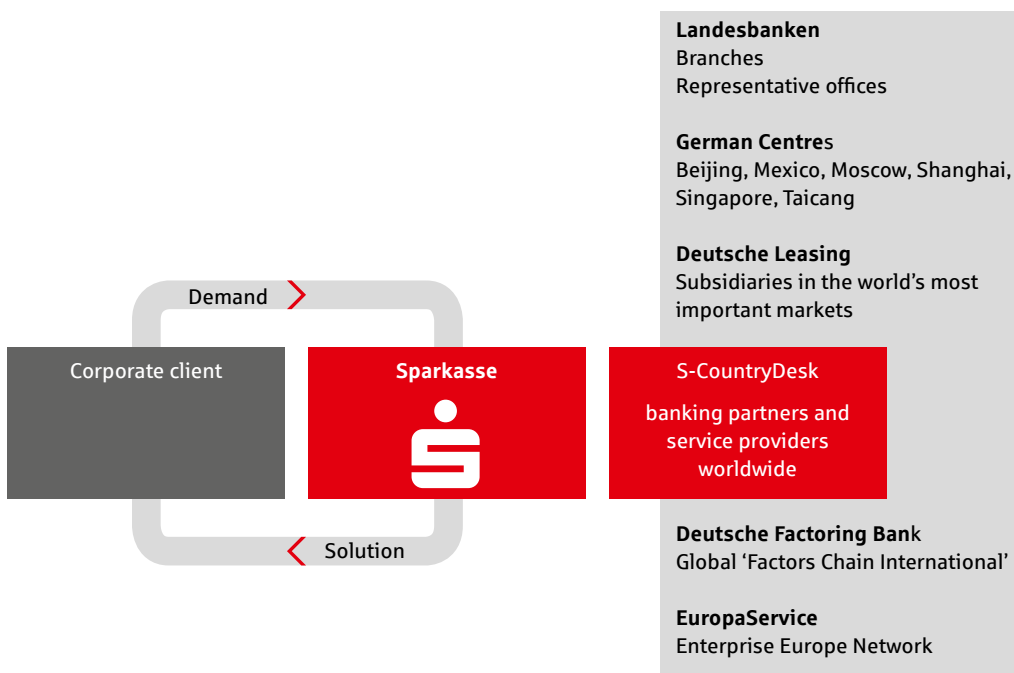 Landesbanken
Branches
Representative offices
German Centres
Beijing, Mexico, Moscow, Shanghai,
Singapore, Taicang
Deutsche Leasing
Subsidiaries in the world’s most
important markets
Demand
Corporate client
Sparkasse
S-CountryDesk
banking partners and
service providers
worldwide
Solution
Deutsche Factoring Bank
Global ‘Factors Chain International’
EuropaService
Enterprise Europe Network